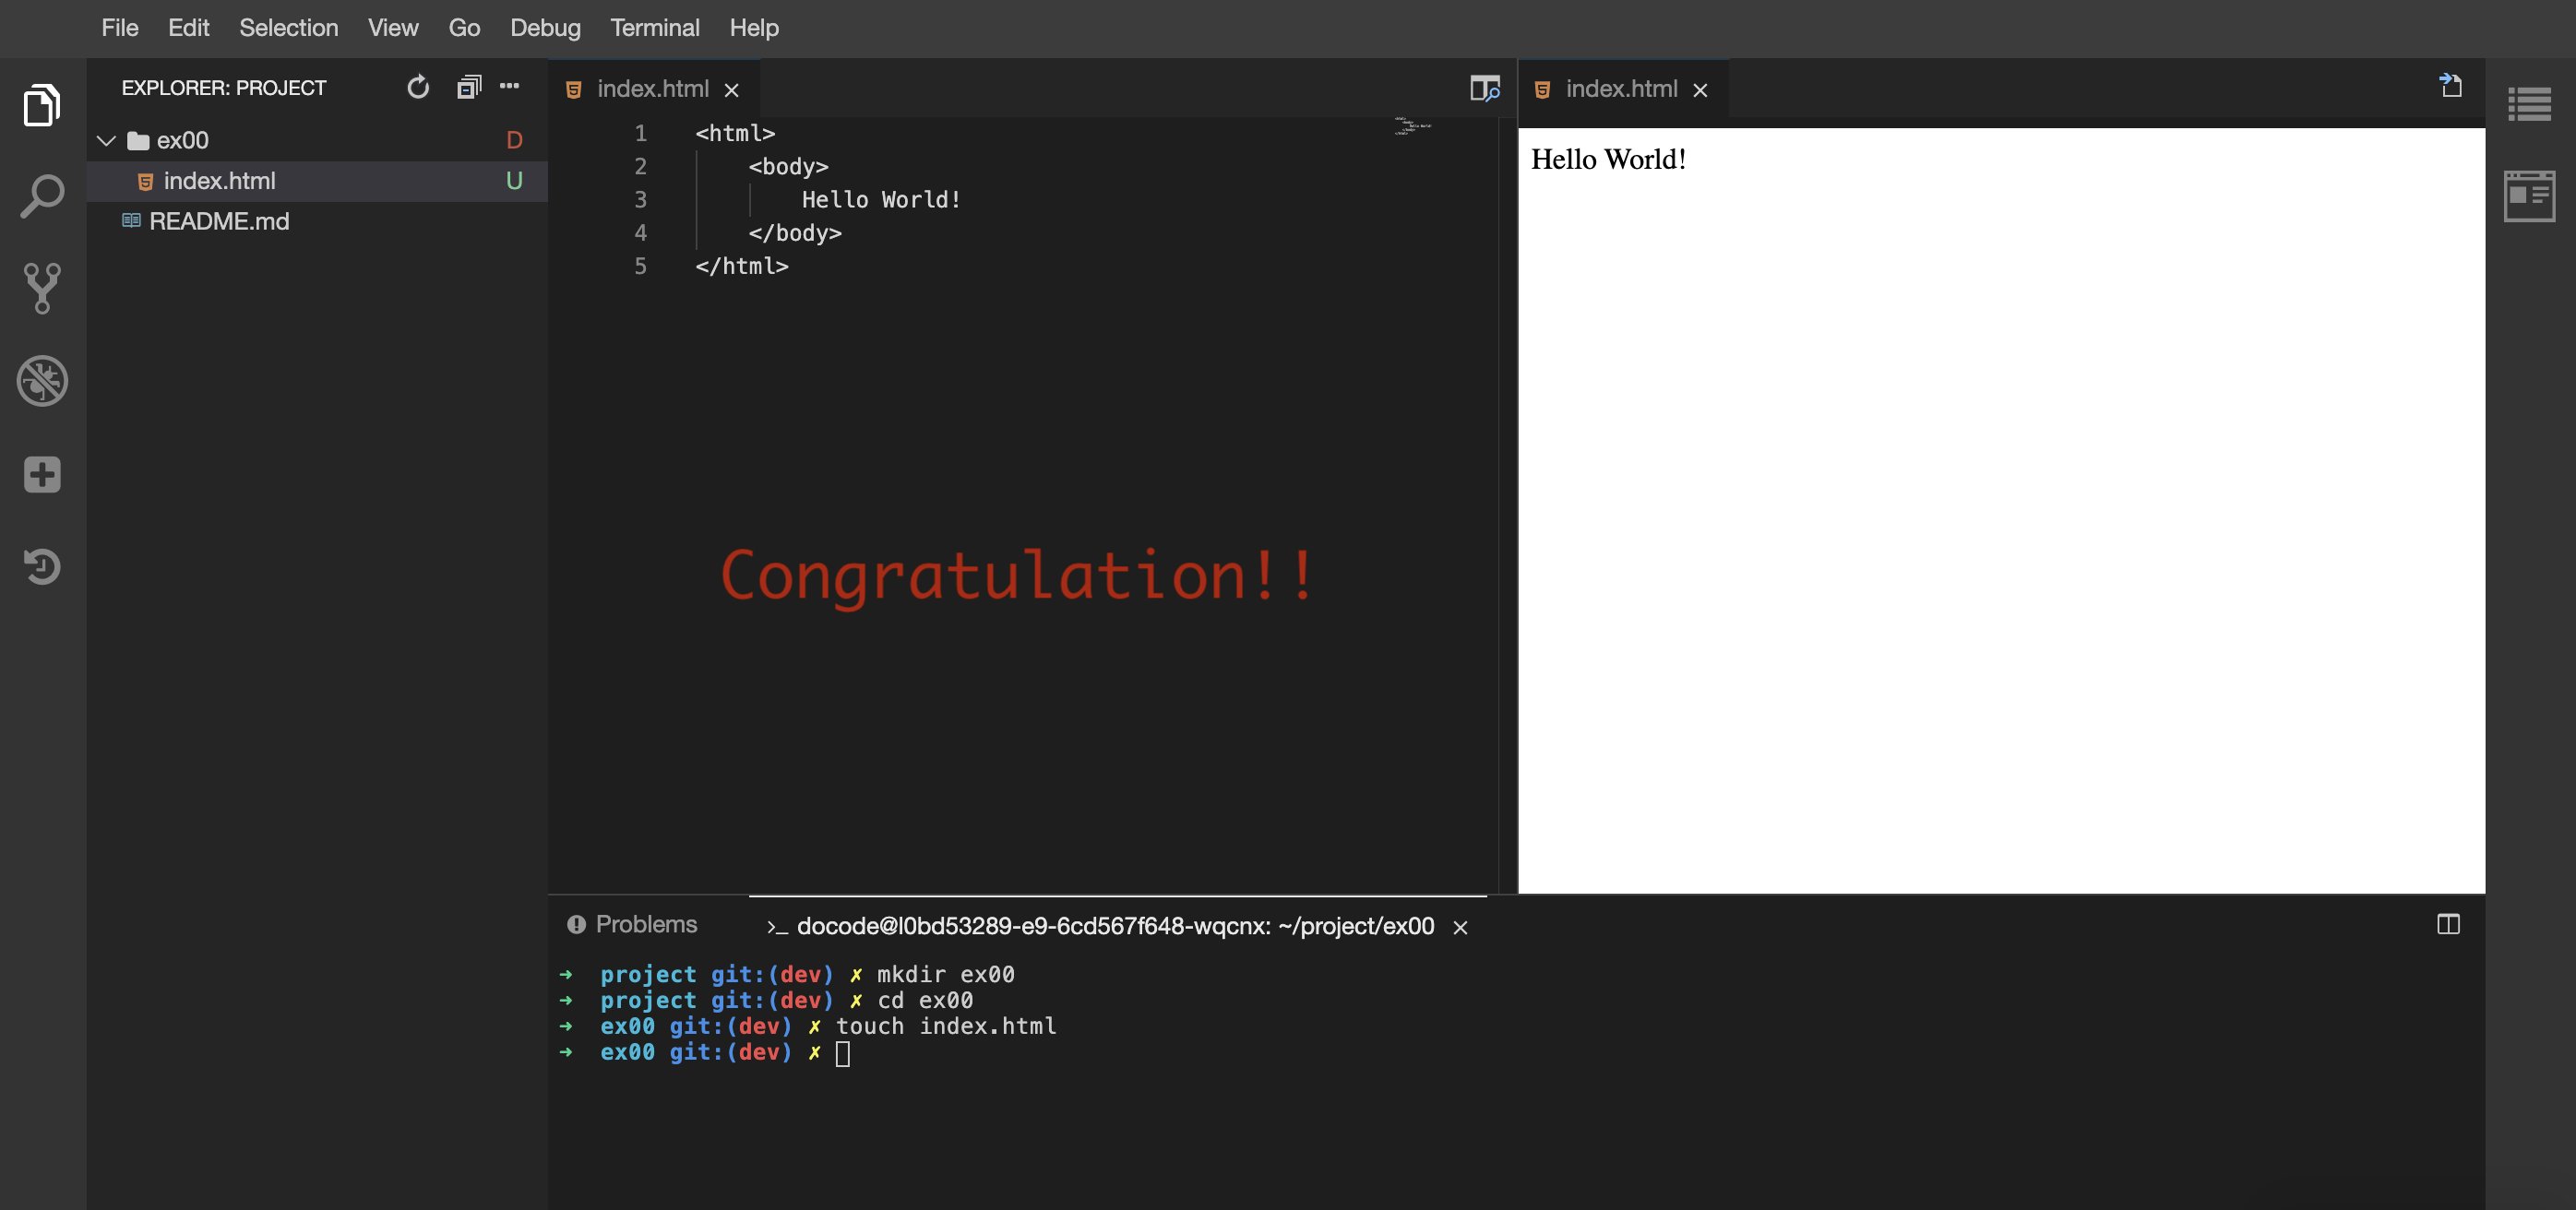 File Edit Selection View Go Debug Terminal Help
EXPLORER: PROJECT
ex00 D
index.html U
README.md
index.html
1 <html>
2 <body>
3 Hello World!
4 </body>
5 </html>
Congratulation!!
index.html
Hello World!
Problems
>_ docode@l0bd53289-e9-6cd567f648-wqcnx: ~/project/ex00
➜ project git:(dev) ✗ mkdir ex00
➜ project git:(dev) ✗ cd ex00
➜ ex00 git:(dev) ✗ touch index.html
➜ ex00 git:(dev) ✗